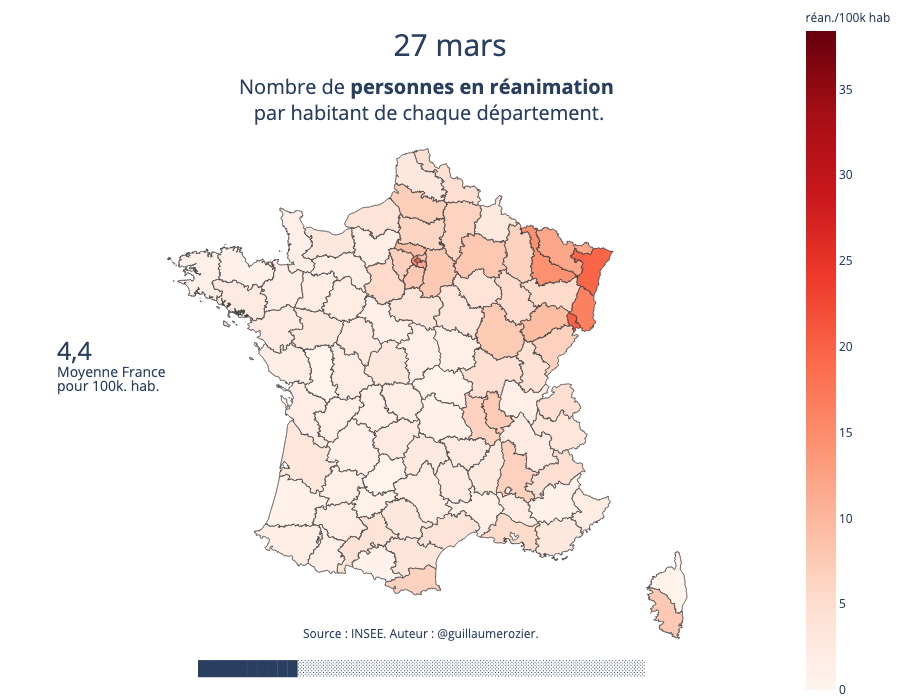 réan./100k hab
27 mars
Nombre de personnes en réanimation
par habitant de chaque département.
35
30
25
20
15
10
5
0
4,4
Moyenne France
pour 100k. hab.
Source : INSEE. Auteur : @guillaumerozier.